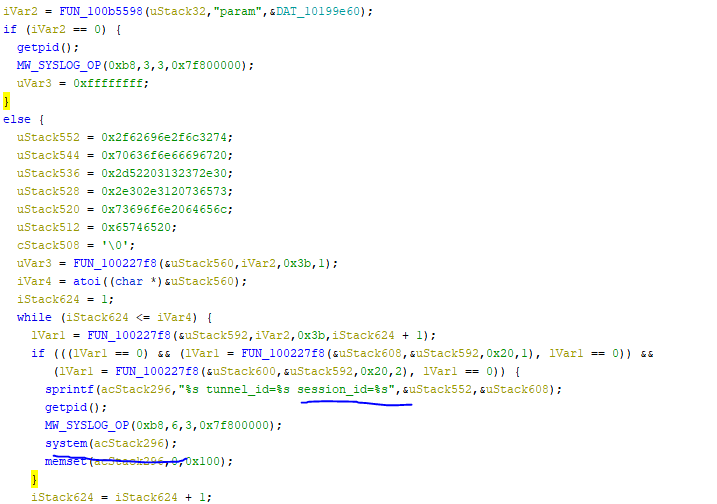 iVar2 = FUN_100b5598(uStack32,"param",&DAT_10199e60);
if (iVar2 == 0) {
getpid();
MW_SYSLOG_OP(0xb8,3,3,0x7f800000);
uVar3 = 0xffffffff;
}
else {
uStack552 = 0x2f62696e2f6c3274;
uStack544 = 0x70636f6e66696720;
uStack536 = 0x2d52203132372e30;
uStack528 = 0x2e302e3120736573;
uStack520 = 0x73696f6e2064656c;
uStack512 = 0x65746520;
cStack508 = '\0';
uVar3 = FUN_100227f8(&uStack560,iVar2,0x3b,1);
iVar4 = atoi((char *)&uStack560);
iStack624 = 1;
while (iStack624 <= iVar4) {
lVar1 = FUN_100227f8(&uStack592,iVar2,0x3b,iStack624 + 1);
if (((lVar1 == 0) && (lVar1 = FUN_100227f8(&uStack608,&uStack592,0x20,1), lVar1 == 0)) &&
(lVar1 = FUN_100227f8(&uStack600,&uStack592,0x20,2), lVar1 == 0)) {
sprintf(acStack296,"%s tunnel_id=%s session_id=%s",&uStack552,&uStack608);
getpid();
MW_SYSLOG_OP(0xb8,6,3,0x7f800000);
system(acStack296);
memset(acStack296,0,0x100);
}
iStack624 = iStack624 + 1;